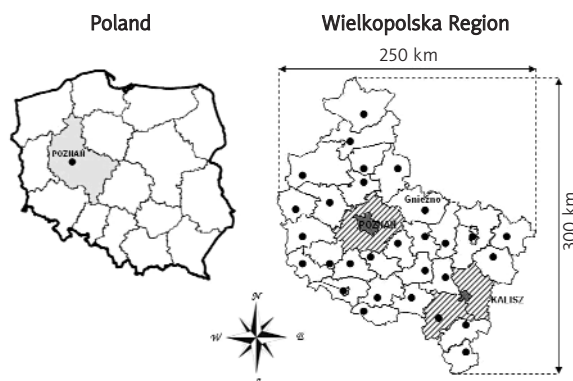 Poland
Wielkopolska Region
250 km
300 km
POZNAŃ
Gniezno
POZNAŃ
KALISZ
N
W
E